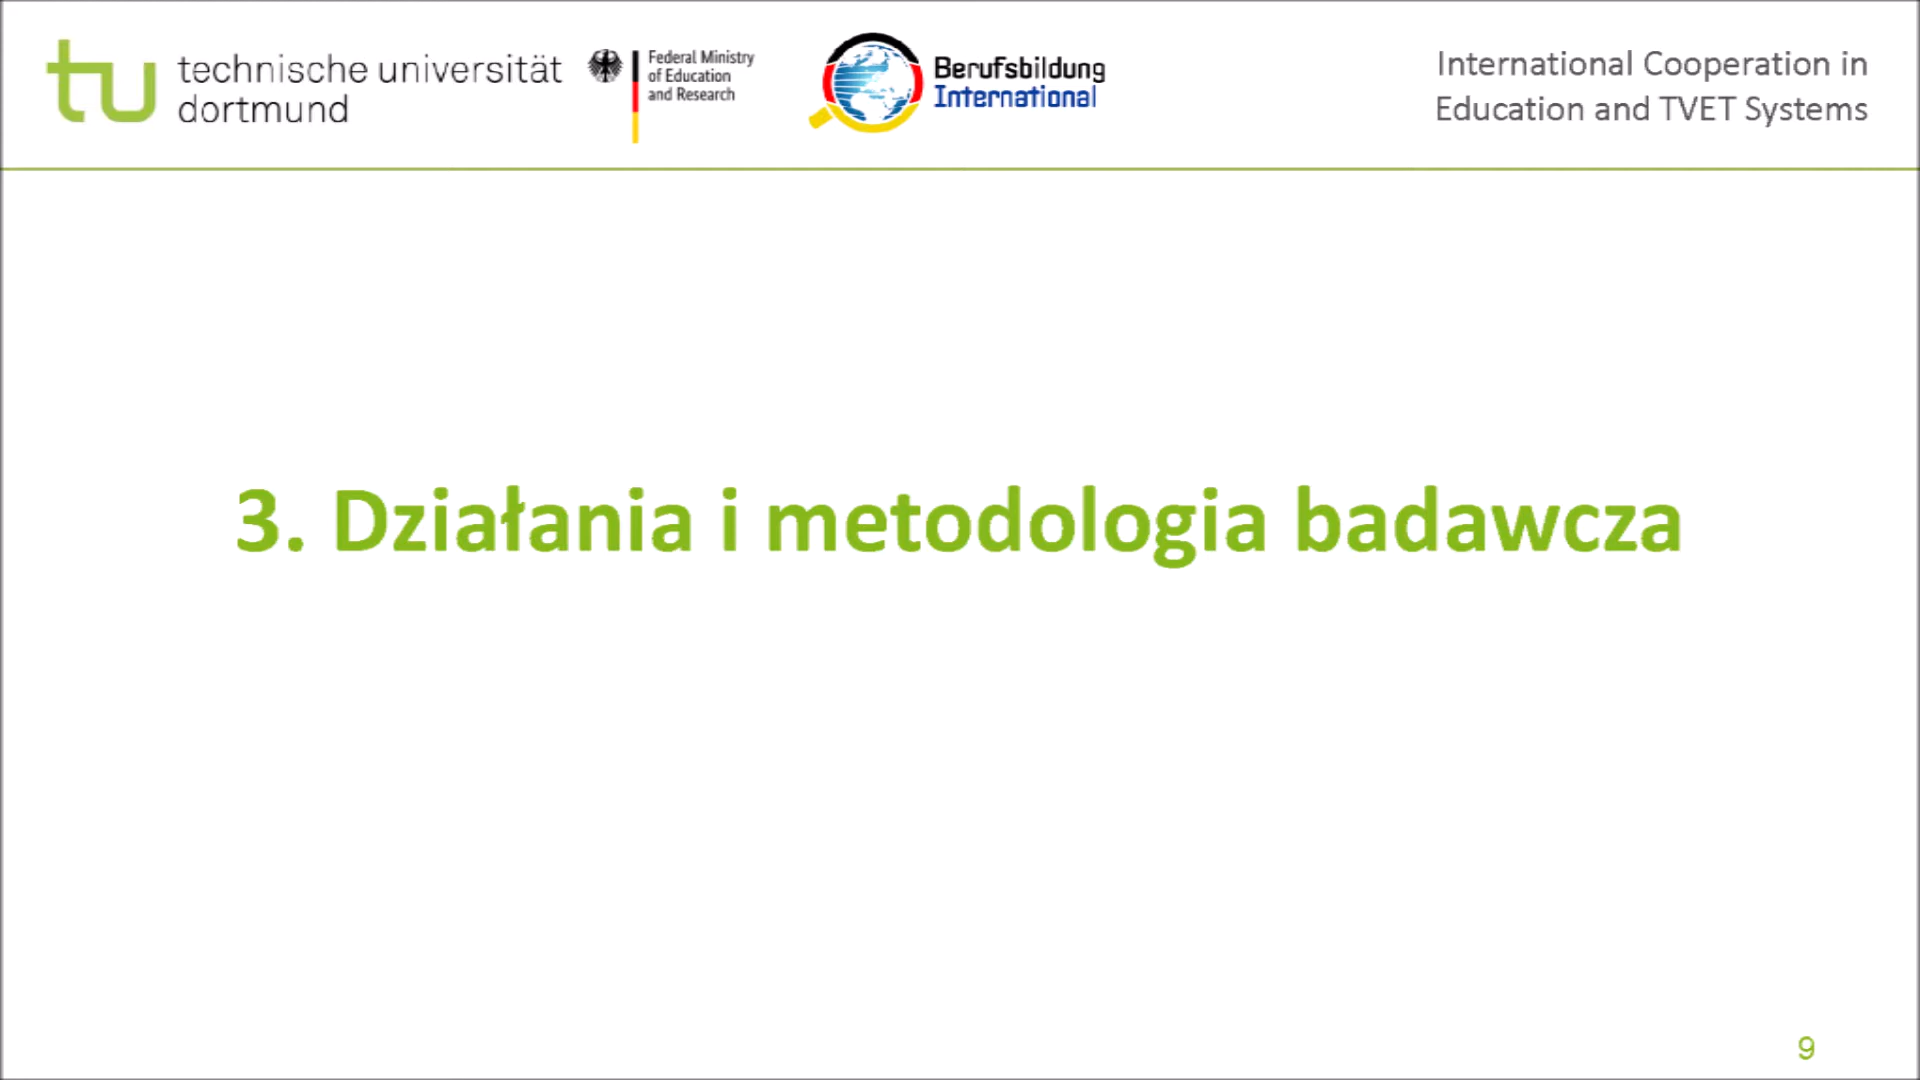 technische universität
dortmund
Federal Ministry
of Education
and Research
Berufsbildung
International
International Cooperation in
Education and TVET Systems
3. Działania i metodologia badawcza
9